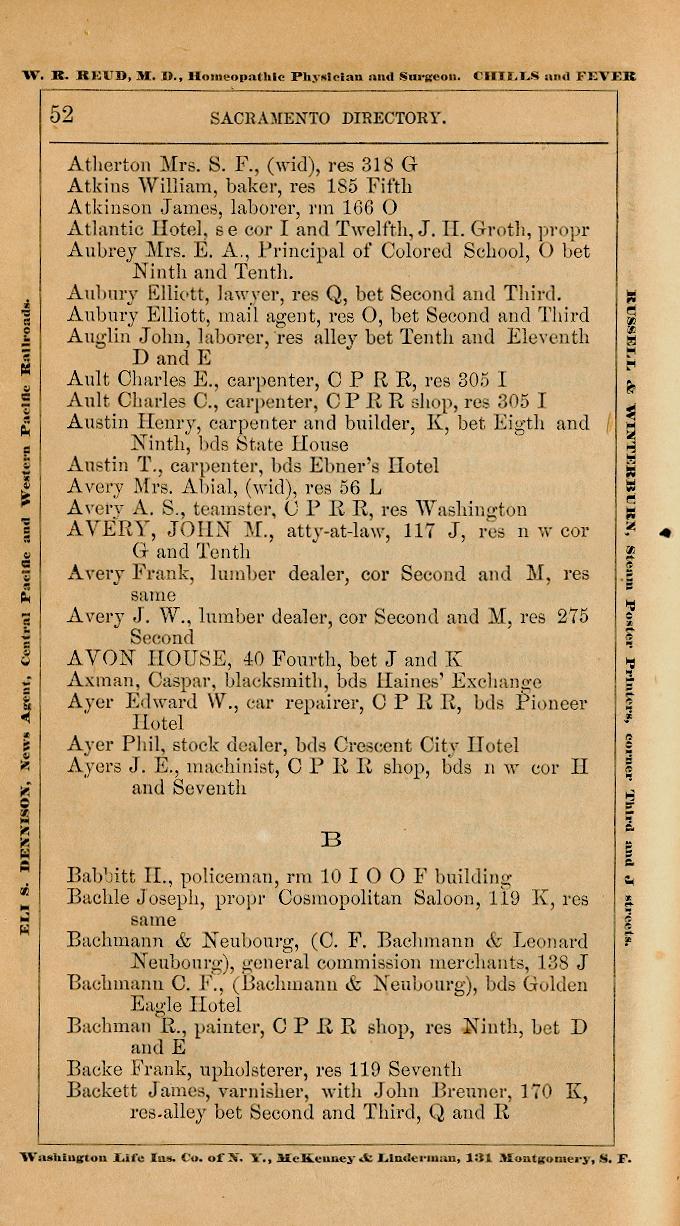 W. R. REUD, M. D., Homeopathic Physician and Surgeon. CHILLS and FEVER
52 SACRAMENTO DIRECTORY.
Atherton Mrs. S. F., (wid), res 318 G
Atkins William, baker, res 185 Fifth
Atkinson James, laborer, rm 166 O
Atlantic Hotel, s e cor I and Twelfth, J. H. Groth, propr
Aubrey Mrs. E. A., Principal of Colored School, O bet
Ninth and Tenth.
Aubury Elliott, lawyer, res Q, bet Second and Third.
Aubury Elliott, mail agent, res O, bet Second and Third
Auglin John, laborer, res alley bet Tenth and Eleventh
D and E
Ault Charles E., carpenter, C P R R, res 305 I
Ault Charles C., carpenter, C P R R shop, res 305 I
Austin Henry, carpenter and builder, K, bet Eigth and
Ninth, bds State House
Austin T., carpenter, bds Ebner's Hotel
Avery Mrs. Abial, (wid), res 56 L
Avery A. S., teamster, C P R R, res Washington
AVERY, JOHN M., atty-at-law, 117 J, res n w cor
G and Tenth
Avery Frank, lumber dealer, cor Second and M, res
same
Avery J. W., lumber dealer, cor Second and M, res 275
Second
AVON HOUSE, 40 Fourth, bet J and K
Axman, Caspar, blacksmith, bds Haines' Exchange
Ayer Edward W., car repairer, C P R R, bds Pioneer
Hotel
Ayer Phil, stock dealer, bds Crescent City Hotel
Ayers J. E., machinist, C P R R shop, bds n w cor H
and Seventh
B
Babbitt H., policeman, rm 10 I O O F building
Bachle Joseph, propr Cosmopolitan Saloon, 119 K, res
same
Bachmann & Neubourg, (C. F. Bachmann & Leonard
Neubourg), general commission merchants, 138 J
Bachmann C. F., (Bachmann & Neubourg), bds Golden
Eagle Hotel
Bachman R., painter, C P R R shop, res Ninth, bet D
and E
Backe Frank, upholsterer, res 119 Seventh
Backett James, varnisher, with John Breuner, 170 K,
res alley bet Second and Third, Q and R
ELI S. DENNISON, News Agent, Central Pacific and Western Pacific Railroads.
RUSSELL & WINTERBURN, Steam Poster Printers, corner Third and J streets.
Washington Life Ins. Co. of N. Y., McKenney & Linderman, 131 Montgomery, S. F.